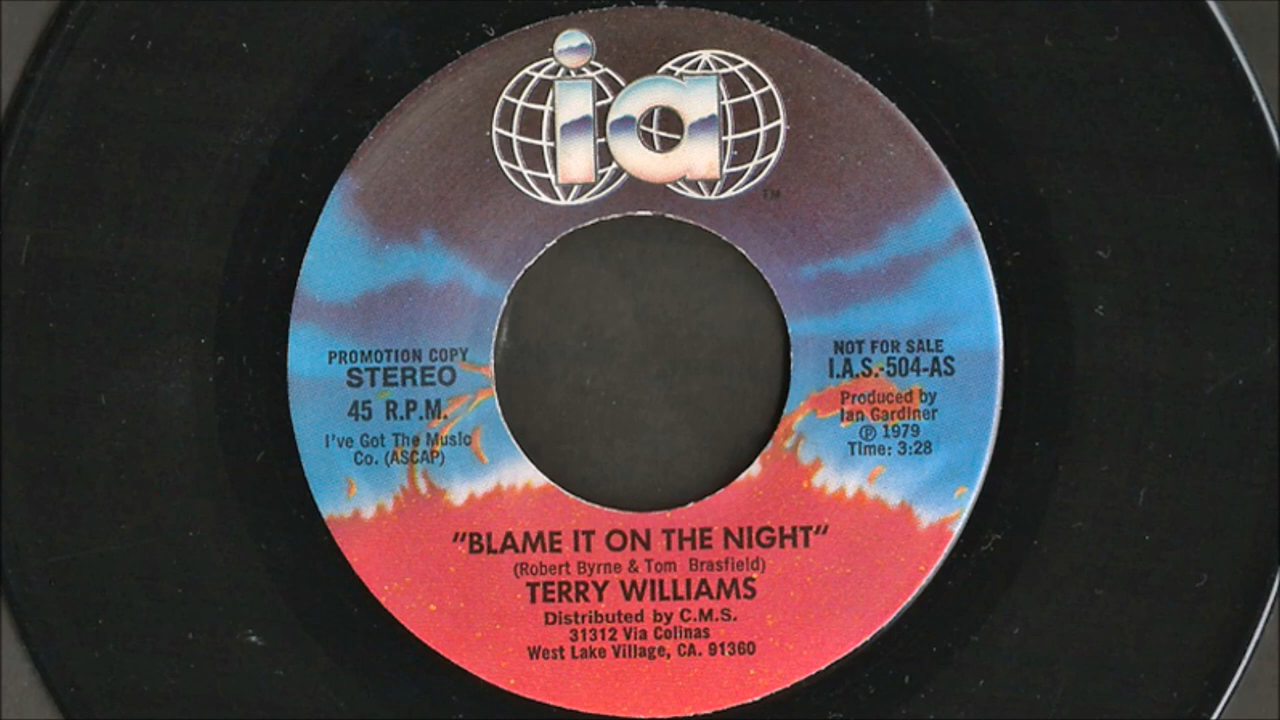 ia
TM
PROMOTION COPY
STEREO
45 R.P.M.
I've Got The Music
Co. (ASCAP)
NOT FOR SALE
I.A.S.-504-AS
Produced by
Ian Gardiner
℗ 1979
Time: 3:28
"BLAME IT ON THE NIGHT"
(Robert Byrne & Tom Brasfield)
TERRY WILLIAMS
Distributed by C.M.S.
31312 Via Colinas
West Lake Village, CA. 91360